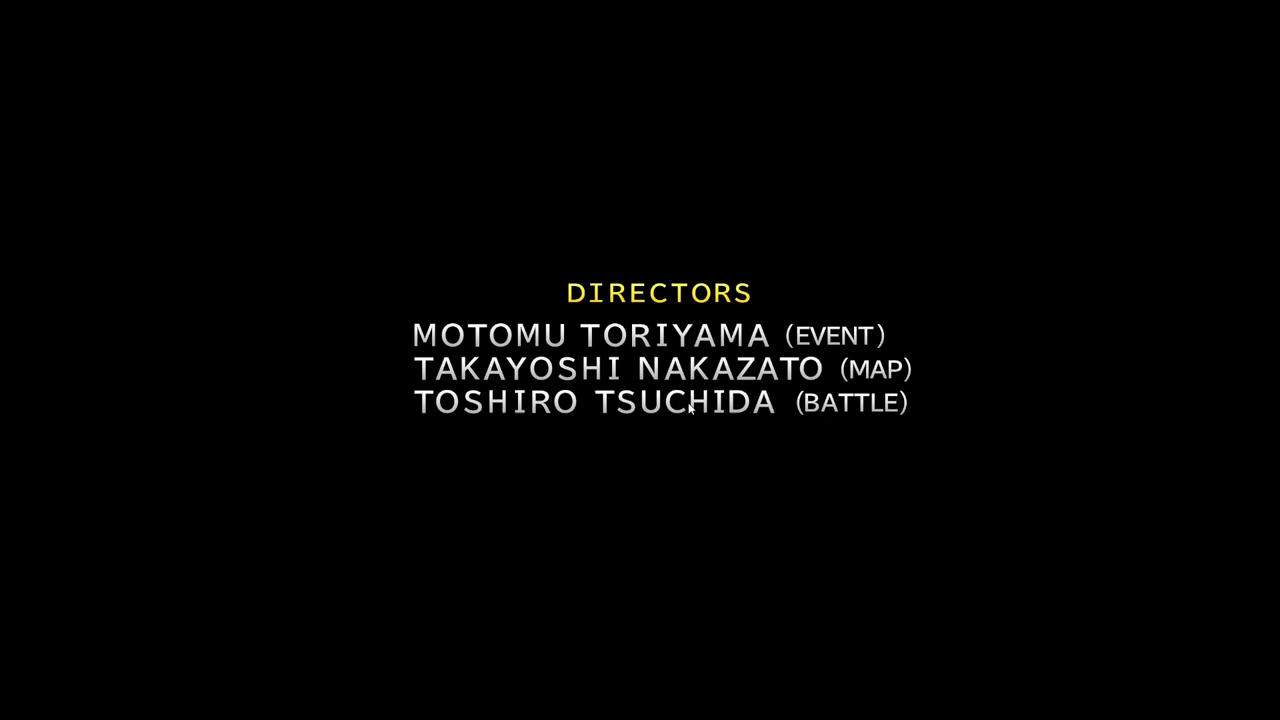 DIRECTORS
MOTOMU TORIYAMA (EVENT)
TAKAYOSHI NAKAZATO (MAP)
TOSHIRO TSUCHIDA (BATTLE)